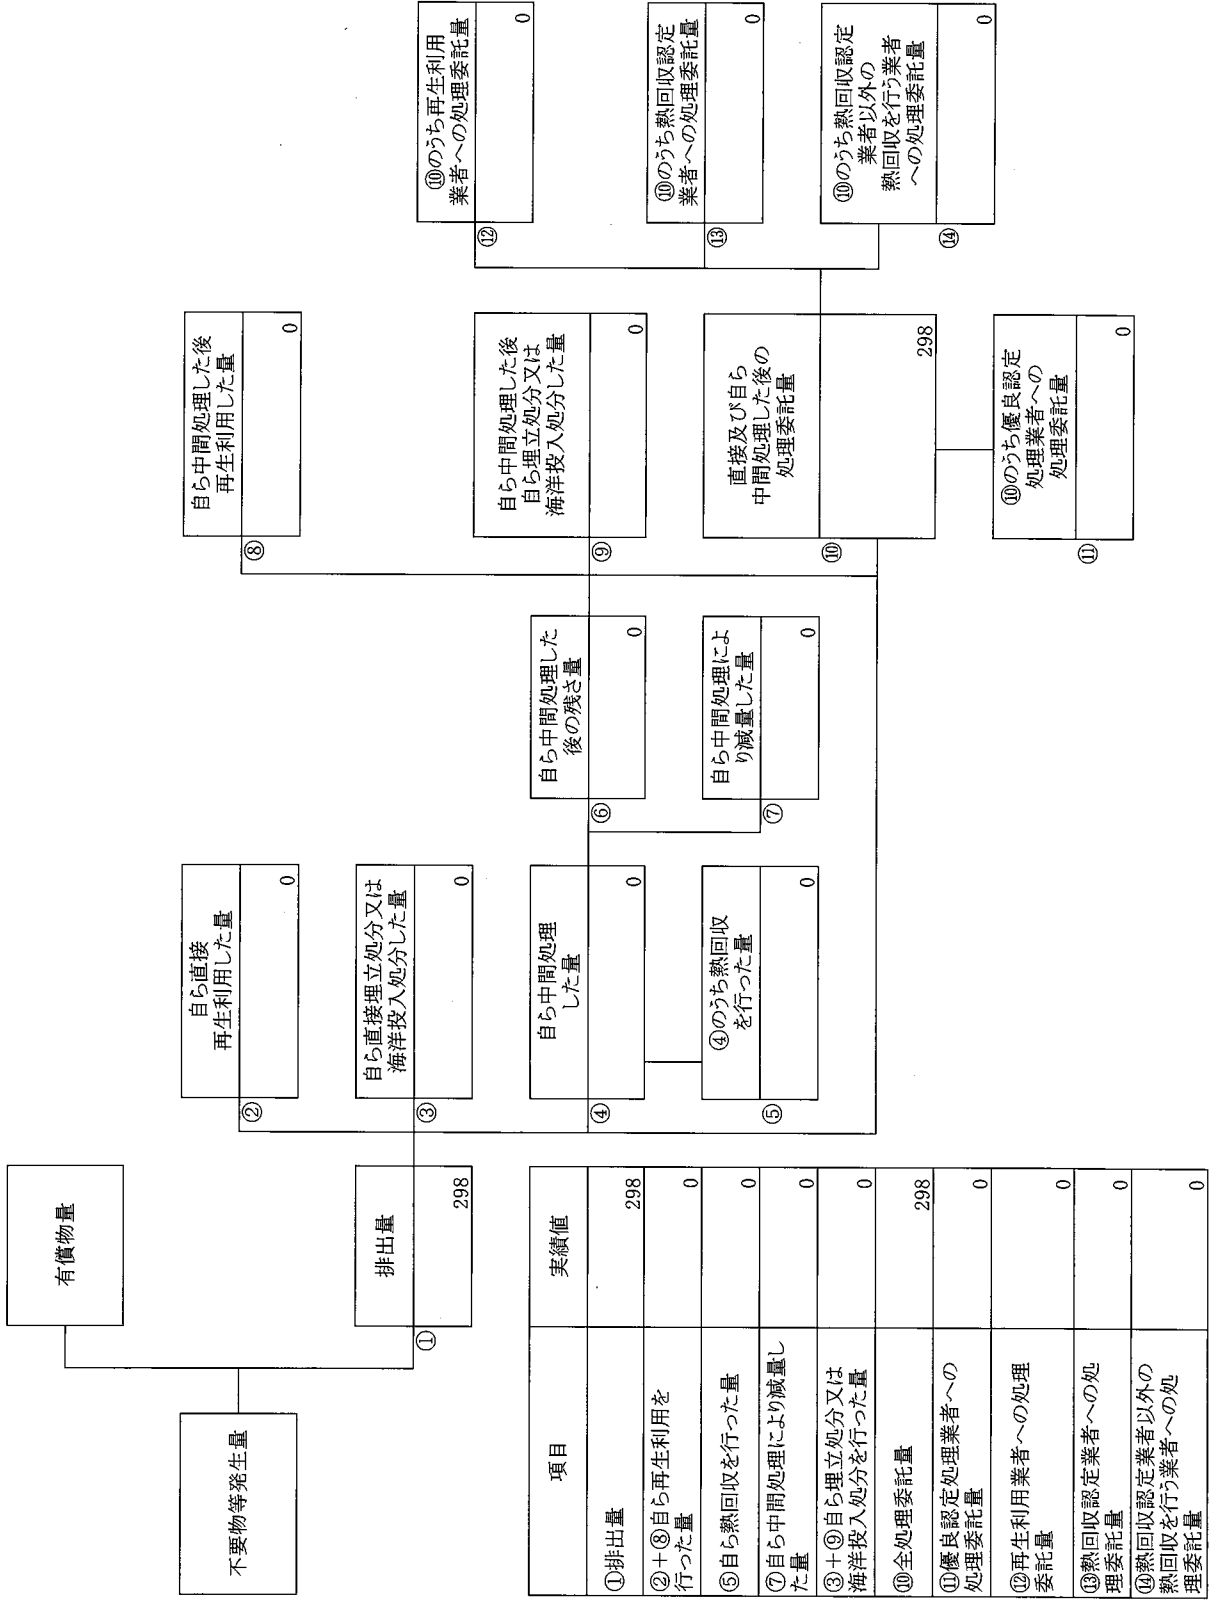 不要物等発生量
有償物量
①
排出量
298
②
自ら直接
再生利用した量
0
③
自ら直接埋立処分又は
海洋投入処分した量
0
④
自ら中間処理
した量
0
⑤
④のうち熱回収
を行った量
0
⑥
自ら中間処理した
後の残さ量
0
⑦
自ら中間処理によ
り減量した量
0
⑧
自ら中間処理した後
再生利用した量
0
⑨
自ら中間処理した後
自ら埋立処分又は
海洋投入処分した量
0
⑩
直接及び自ら
中間処理した後の
処理委託量
298
⑪
⑩のうち優良認定
処理業者への
処理委託量
0
⑫
⑩のうち再生利用
業者への処理委託量
0
⑬
⑩のうち熱回収認定
業者への処理委託量
0
⑭
⑩のうち熱回収認定
業者以外の
熱回収を行う業者
への処理委託量
0
項目 実績値
①排出量 298
②+⑧自ら再生利用を
行った量 0
⑤自ら熱回収を行った量 0
⑦自ら中間処理により減量し
た量 0
③+⑨自ら埋立処分又は
海洋投入処分を行った量 0
⑩全処理委託量 298
⑪優良認定処理業者への
処理委託量 0
⑫再生利用業者への処理
委託量 0
⑬熱回収認定業者への処
理委託量 0
⑭熱回収認定業者以外の
熱回収を行う業者への処
理委託量 0